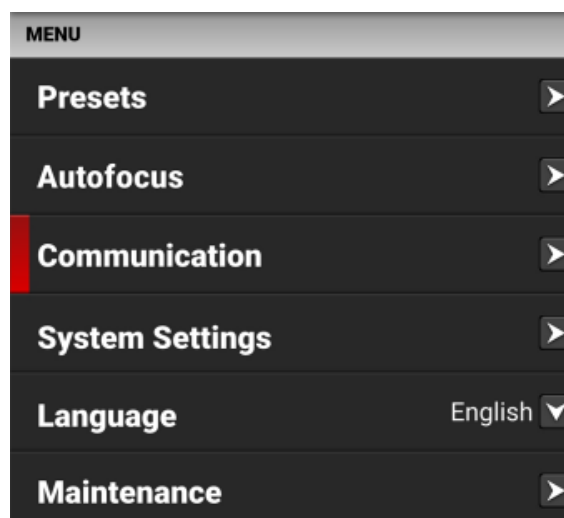 MENU
Presets
Autofocus
Communication
System Settings
Language English
Maintenance